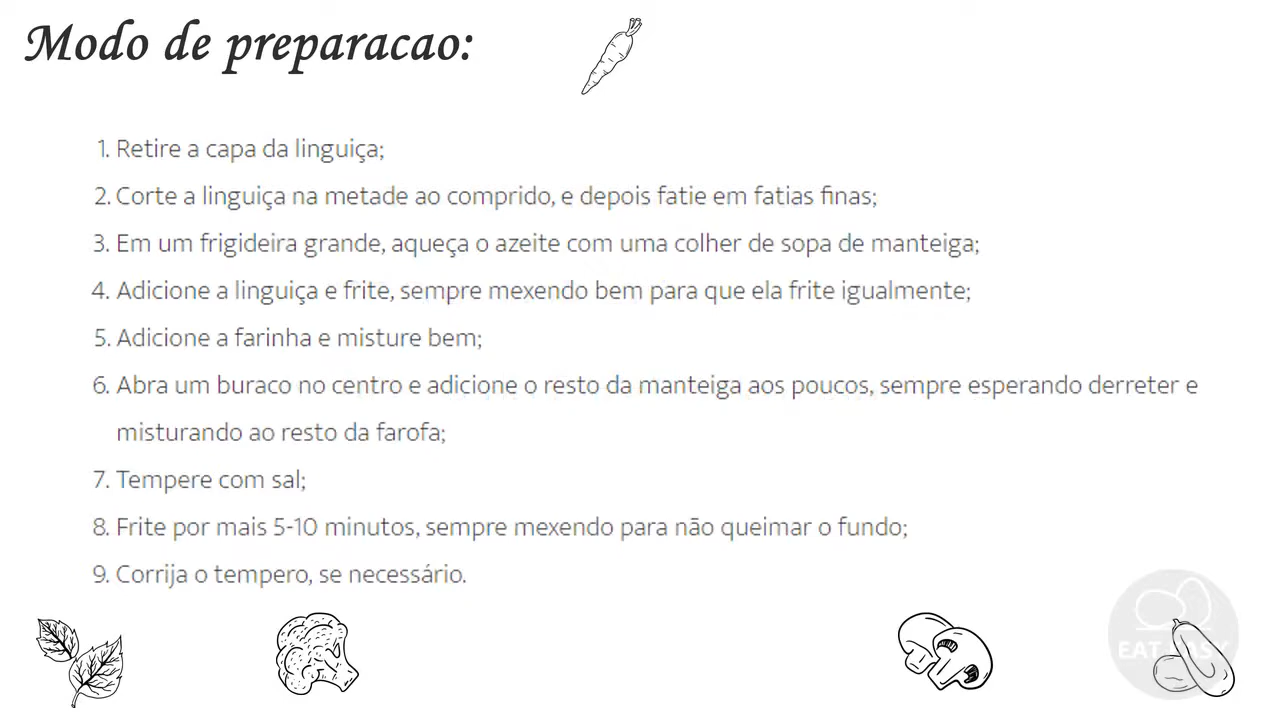 Modo de preparacao:
1. Retire a capa da linguiça;
2. Corte a linguiça na metade ao comprido, e depois fatie em fatias finas;
3. Em um frigideira grande, aqueça o azeite com uma colher de sopa de manteiga;
4. Adicione a linguiça e frite, sempre mexendo bem para que ela frite igualmente;
5. Adicione a farinha e misture bem;
6. Abra um buraco no centro e adicione o resto da manteiga aos poucos, sempre esperando derreter e
misturando ao resto da farofa;
7. Tempere com sal;
8. Frite por mais 5-10 minutos, sempre mexendo para não queimar o fundo;
9. Corrija o tempero, se necessário.
EAT EASY